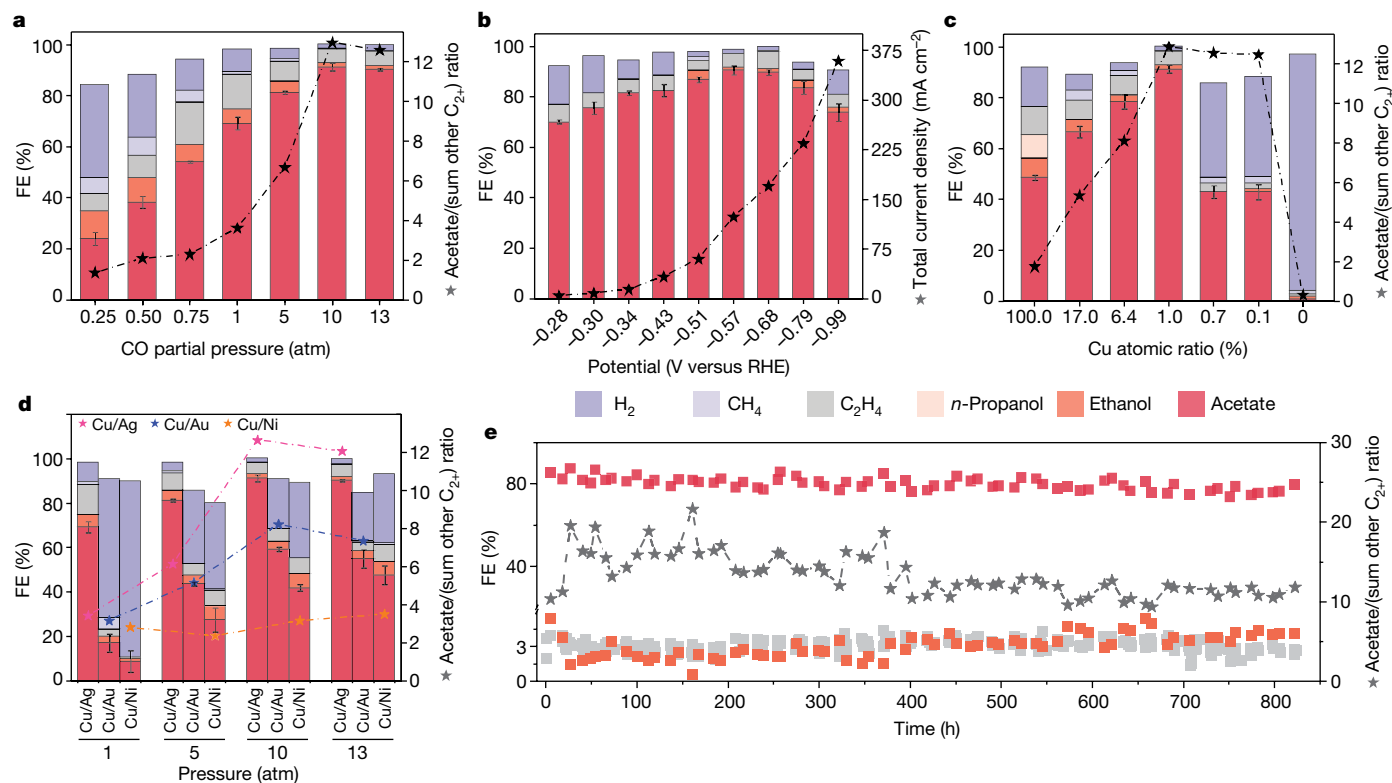 a
100
80
60
40
20
0
FE (%)
0.25 0.50 0.75 1 5 10 13
CO partial pressure (atm)
12
10
8
6
4
2
0
★ Acetate/(sum other C₂₊) ratio
b
100
80
60
40
20
0
FE (%)
–0.28 –0.30 –0.34 –0.43 –0.51 –0.57 –0.68 –0.79 –0.99
Potential (V versus RHE)
375
300
225
150
75
0
★ Total current density (mA cm⁻²)
c
100
80
60
40
20
0
FE (%)
100.0 17.0 6.4 1.0 0.7 0.1 0
Cu atomic ratio (%)
12
10
8
6
4
2
0
★ Acetate/(sum other C₂₊) ratio
H₂ CH₄ C₂H₄ n-Propanol Ethanol Acetate
d
Cu/Ag Cu/Au Cu/Ni
100
80
60
40
20
0
FE (%)
Cu/Ag Cu/Au Cu/Ni Cu/Ag Cu/Au Cu/Ni Cu/Ag Cu/Au Cu/Ni Cu/Ag Cu/Au Cu/Ni
1 5 10 13
Pressure (atm)
14
12
10
8
6
4
2
0
★ Acetate/(sum other C₂₊) ratio
e
80
40
3
0
FE (%)
0 100 200 300 400 500 600 700 800
Time (h)
30
20
10
0
★ Acetate/(sum other C₂₊) ratio